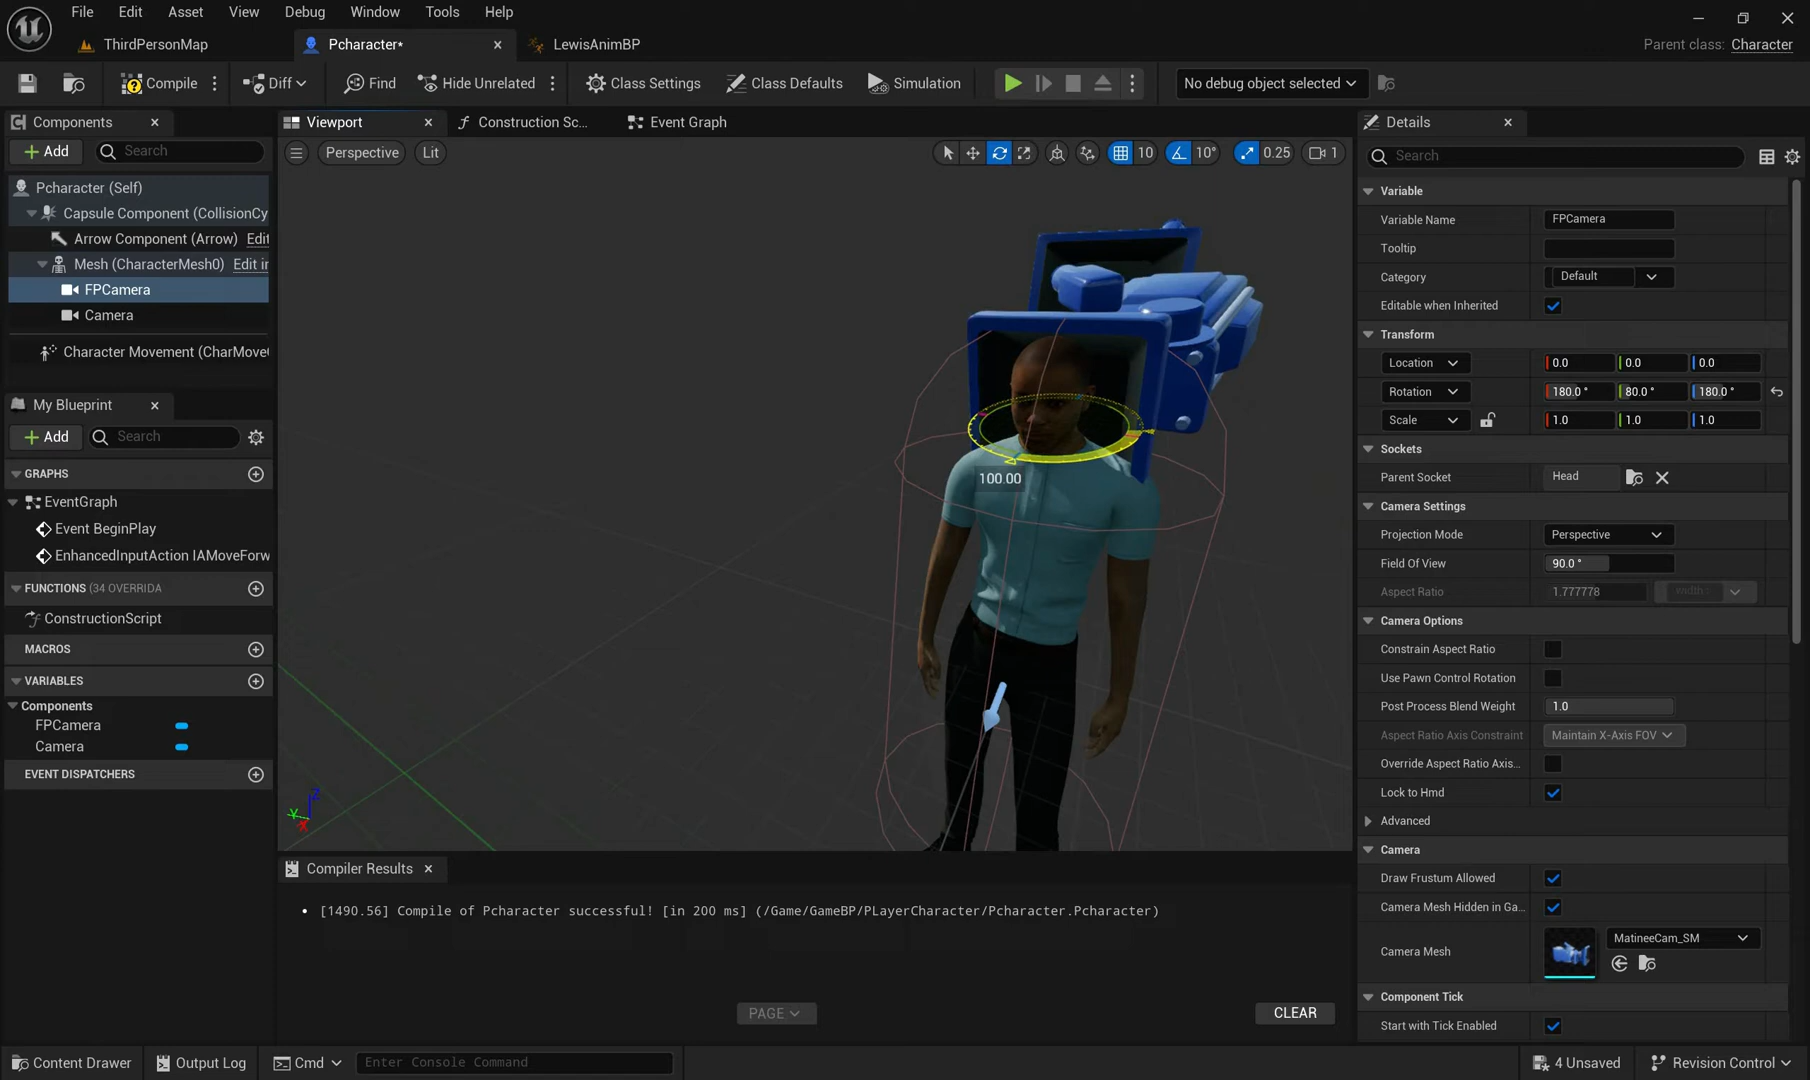 File Edit Asset View Debug Window Tools Help
ThirdPersonMap Pcharacter* LewisAnimBP Parent class: Character
Compile Diff Find Hide Unrelated Class Settings Class Defaults Simulation No debug object selected
Components
Add Search
Pcharacter (Self)
Capsule Component (CollisionCy
Arrow Component (Arrow) Edit
Mesh (CharacterMesh0) Edit in
FPCamera
Camera
Character Movement (CharMove
My Blueprint
Add Search
GRAPHS
EventGraph
Event BeginPlay
EnhancedInputAction IAMoveForw
FUNCTIONS (34 OVERRIDA
ConstructionScript
MACROS
VARIABLES
Components
FPCamera
Camera
EVENT DISPATCHERS
Viewport Construction Sc... Event Graph
Perspective Lit 10 10° 0.25 1
100.00
Z
Y
X
Compiler Results
• [1490.56] Compile of Pcharacter successful! [in 200 ms] (/Game/GameBP/PLayerCharacter/Pcharacter.Pcharacter)
PAGE CLEAR
Details
Search
Variable
Variable Name FPCamera
Tooltip
Category Default
Editable when Inherited
Transform
Location 0.0 0.0 0.0
Rotation 180.0 ° 80.0 ° 180.0 °
Scale 1.0 1.0 1.0
Sockets
Parent Socket Head
Camera Settings
Projection Mode Perspective
Field Of View 90.0 °
Aspect Ratio 1.777778 width
Camera Options
Constrain Aspect Ratio
Use Pawn Control Rotation
Post Process Blend Weight 1.0
Aspect Ratio Axis Constraint Maintain X-Axis FOV
Override Aspect Ratio Axis...
Lock to Hmd
Advanced
Camera
Draw Frustum Allowed
Camera Mesh Hidden in Ga...
Camera Mesh MatineeCam_SM
Component Tick
Start with Tick Enabled
Content Drawer Output Log Cmd Enter Console Command 4 Unsaved Revision Control